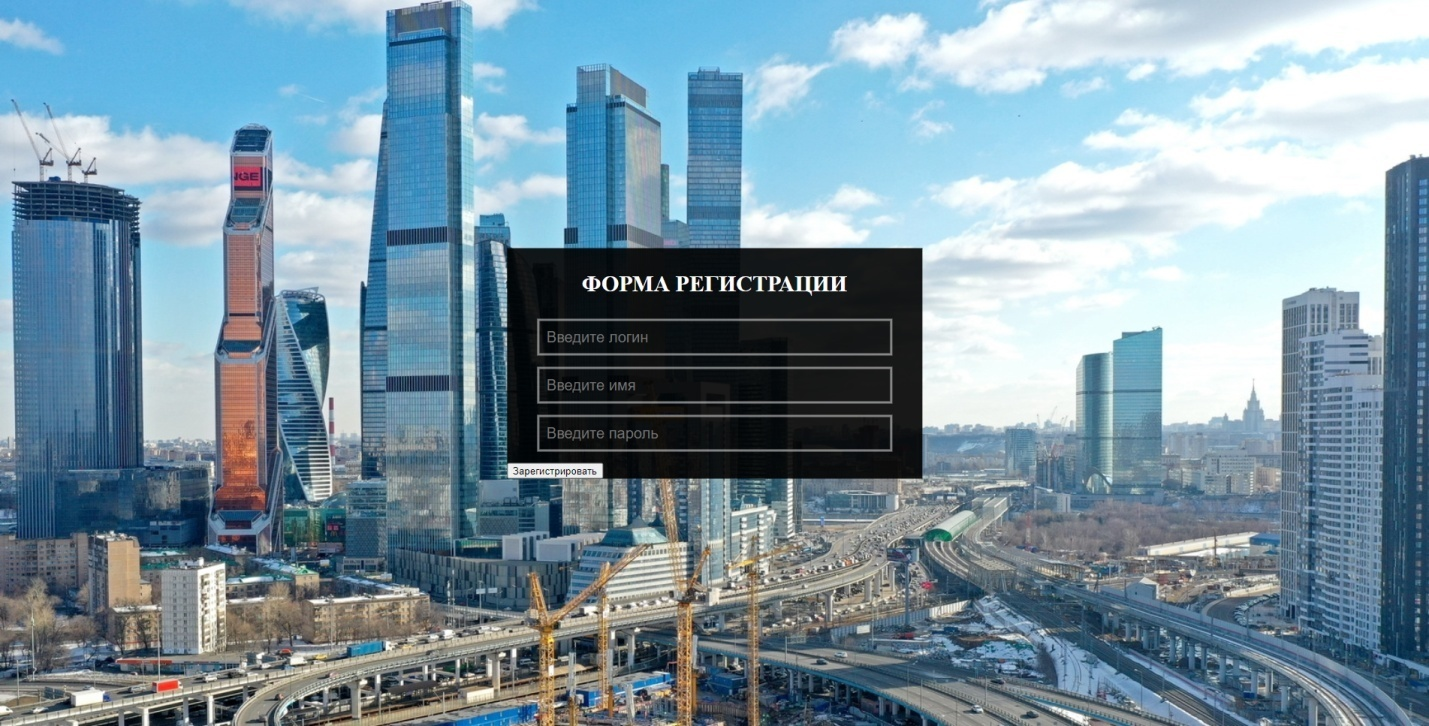 ФОРМА РЕГИСТРАЦИИ
Введите логин
Введите имя
Введите пароль
Зарегистрировать